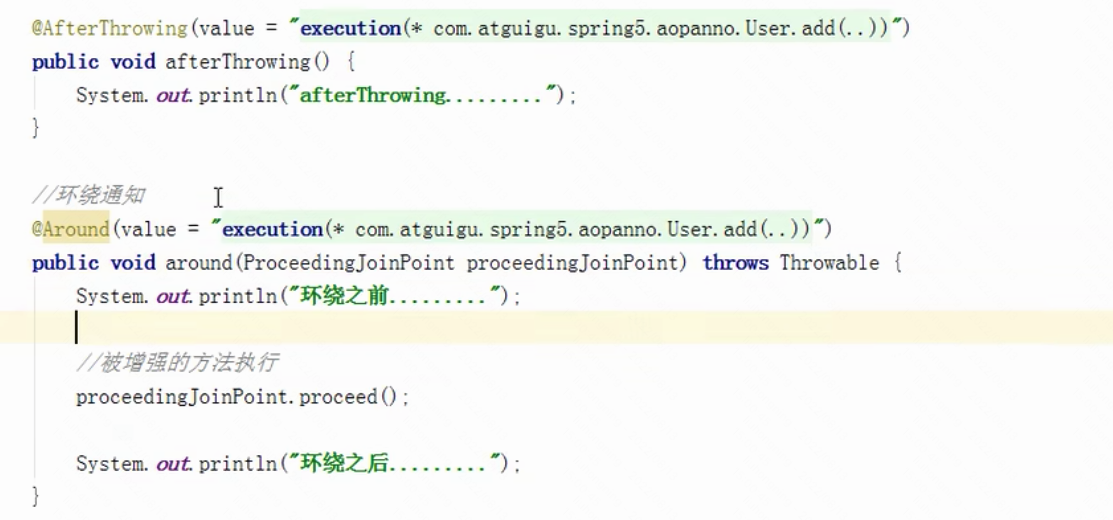 @AfterThrowing(value = "execution(* com.atguigu.spring5.aopanno.User.add(..))")
public void afterThrowing() {
System.out.println("afterThrowing.........");
}
//环绕通知
@Around(value = "execution(* com.atguigu.spring5.aopanno.User.add(..))")
public void around(ProceedingJoinPoint proceedingJoinPoint) throws Throwable {
System.out.println("环绕之前.........");
//被增强的方法执行
proceedingJoinPoint.proceed();
System.out.println("环绕之后.........");
}